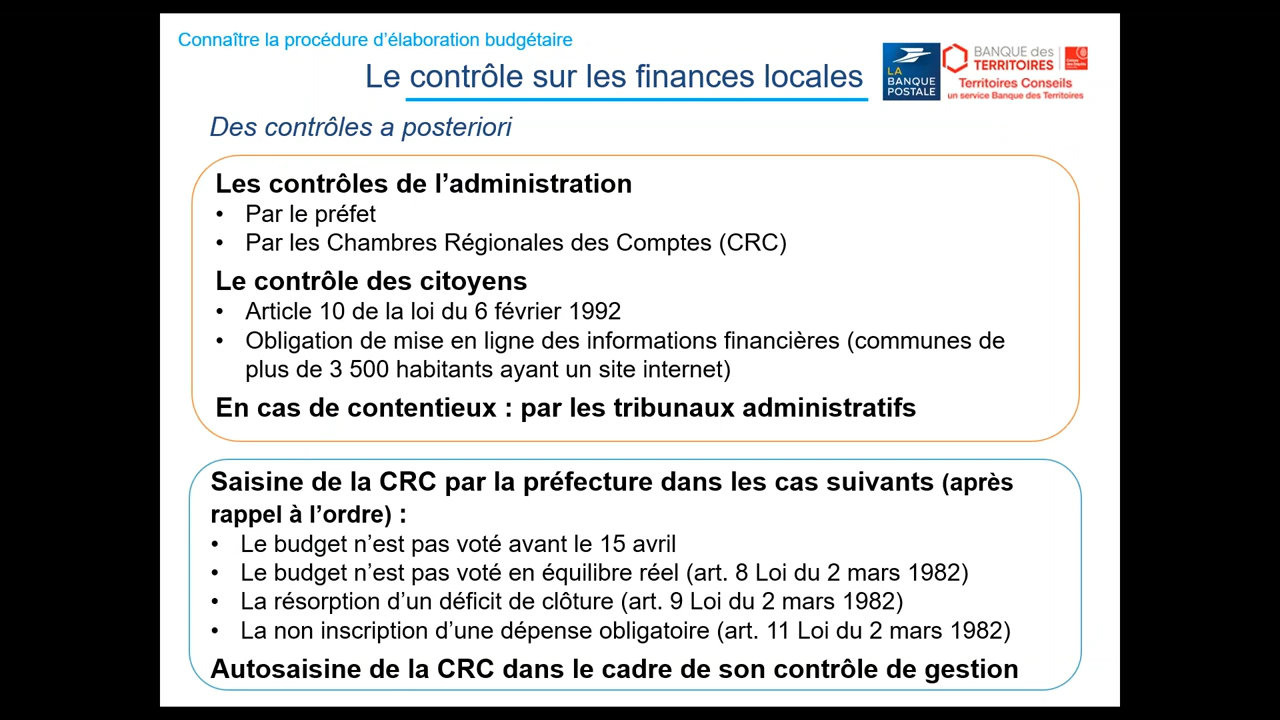 Connaître la procédure d’élaboration budgétaire
Le contrôle sur les finances locales
LA
BANQUE
POSTALE
BANQUE des
TERRITOIRES
Territoires Conseils
un service Banque des Territoires
Des contrôles a posteriori
Les contrôles de l’administration
• Par le préfet
• Par les Chambres Régionales des Comptes (CRC)
Le contrôle des citoyens
• Article 10 de la loi du 6 février 1992
• Obligation de mise en ligne des informations financières (communes de
plus de 3 500 habitants ayant un site internet)
En cas de contentieux : par les tribunaux administratifs
Saisine de la CRC par la préfecture dans les cas suivants (après
rappel à l’ordre) :
• Le budget n’est pas voté avant le 15 avril
• Le budget n’est pas voté en équilibre réel (art. 8 Loi du 2 mars 1982)
• La résorption d’un déficit de clôture (art. 9 Loi du 2 mars 1982)
• La non inscription d’une dépense obligatoire (art. 11 Loi du 2 mars 1982)
Autosaisine de la CRC dans le cadre de son contrôle de gestion